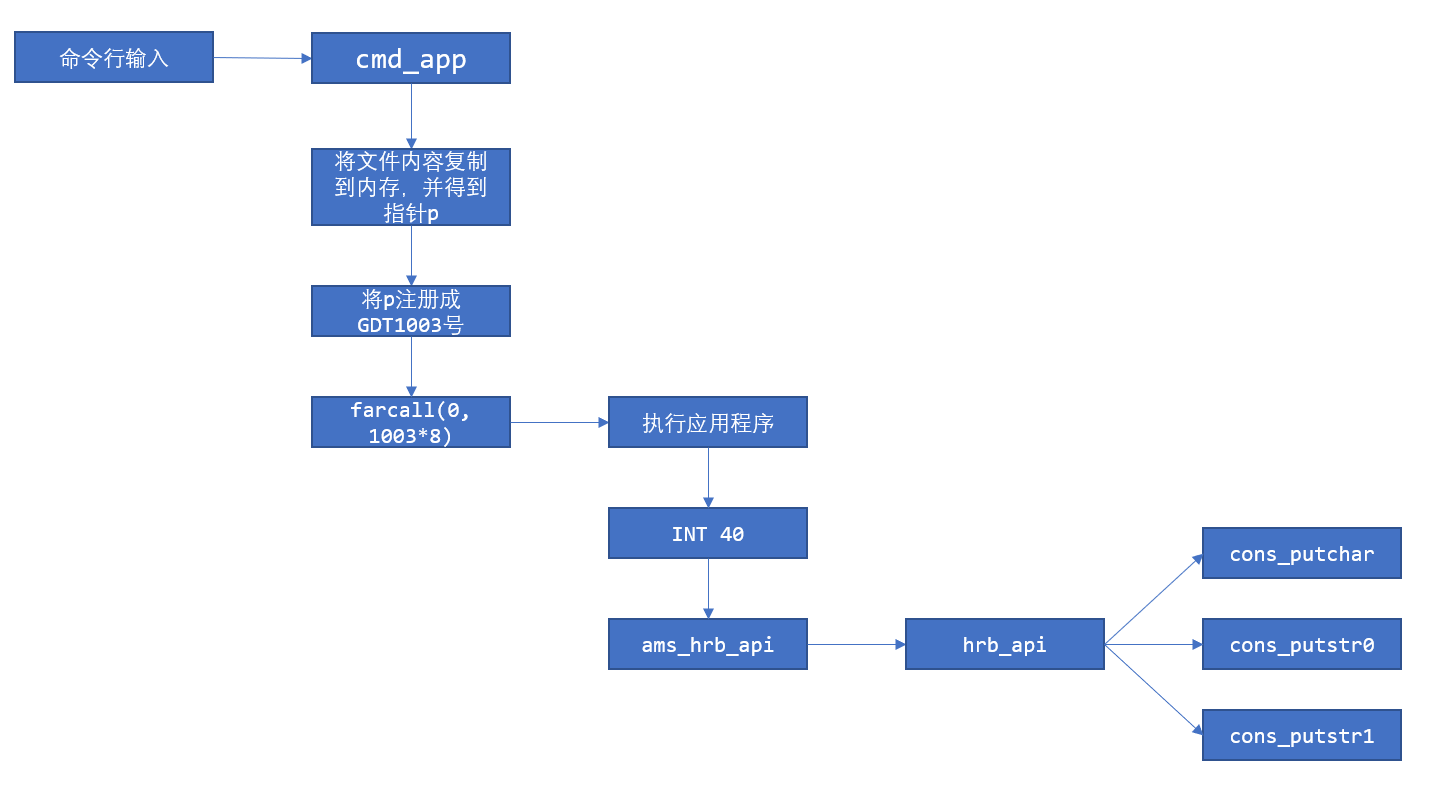 命令行输入
cmd_app
将文件内容复制
到内存，并得到
指针p
将p注册成
GDT1003号
farcall(0,
1003*8)
执行应用程序
INT 40
ams_hrb_api
hrb_api
cons_putchar
cons_putstr0
cons_putstr1